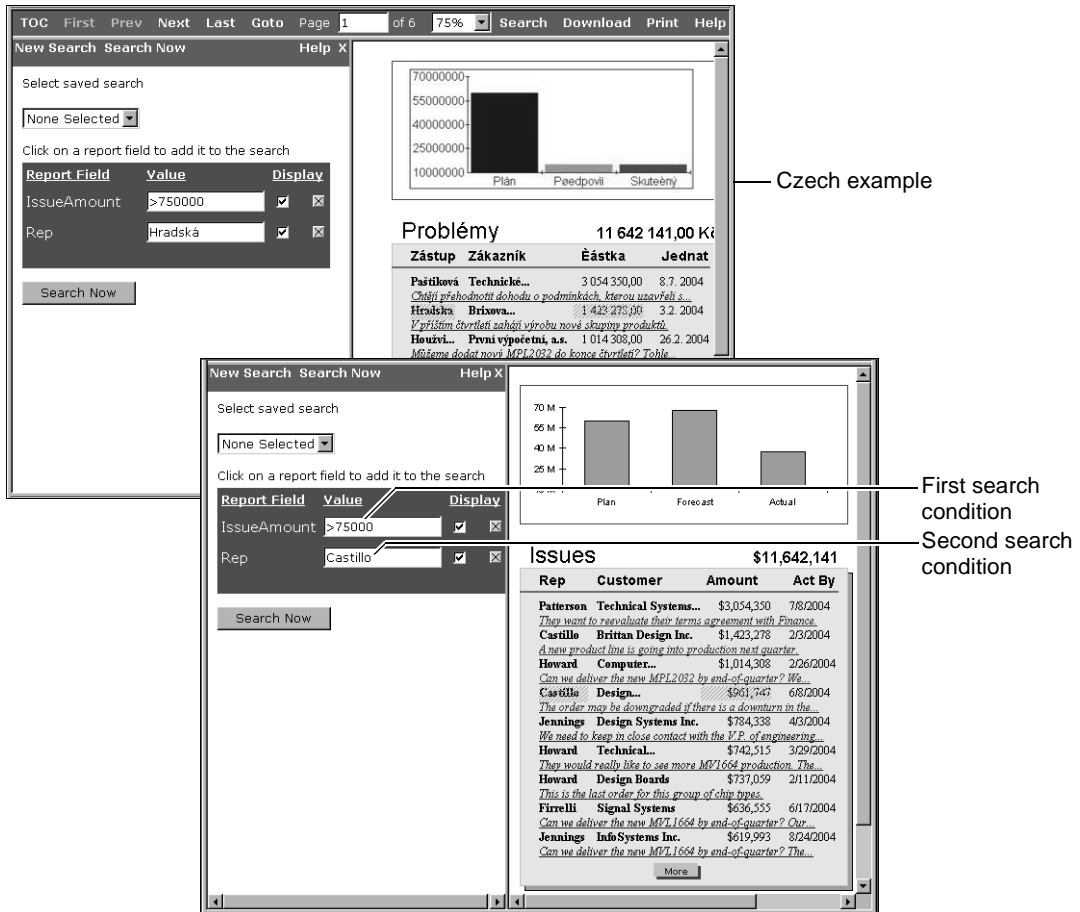 TOC First Prev Next Last Goto Page 1 of 6 75% Search Download Print Help
New Search Search Now Help X
Select saved search
None Selected
Click on a report field to add it to the search
Report Field Value Display
IssueAmount >750000
Rep Hradská
Search Now
70000000
55000000
40000000
25000000
10000000
Plán Pøedpovìï Skuteèný
Problémy 11 642 141,00 Kč
Zástup Zákazník Èástka Jednat
Paštiková Technické... 3 054 350,00 8.7. 2004
Chtějí přehodnotit dohodu o podmínkách, kterou uzavřeli s...
Hradska Brixova... 1 423 278,00 3.2. 2004
V příštím čtvrtletí zahájí výrobu nové skupiny produktů.
Houžvi... První výpočetní, a.s. 1 014 308,00 26.2. 2004
Můžeme dodat nový MPL2032 do konce čtvrtletí? Tohle...
Czech example
New Search Search Now Help X
Select saved search
None Selected
Click on a report field to add it to the search
Report Field Value Display
IssueAmount >75000
Rep Castillo
Search Now
70 M
55 M
40 M
25 M
Plan Forecast Actual
First search
condition
Second search
condition
Issues $11,642,141
Rep Customer Amount Act By
Patterson Technical Systems... $3,054,350 7/8/2004
They want to reevaluate their terms agreement with Finance.
Castillo Brittan Design Inc. $1,423,278 2/3/2004
A new product line is going into production next quarter.
Howard Computer... $1,014,308 2/26/2004
Can we deliver the new MPL2032 by end-of-quarter? We...
Castillo Design... $961,747 6/8/2004
The order may be downgraded if there is a downturn in the...
Jennings Design Systems Inc. $784,338 4/3/2004
We need to keep in close contact with the V.P. of engineering...
Howard Technical... $742,515 3/29/2004
They would really like to see more MV1664 production. The...
Howard Design Boards $737,059 2/11/2004
This is the last order for this group of chip types.
Firrelli Signal Systems $636,555 6/17/2004
Can we deliver the new MVL1664 by end-of-quarter? Our...
Jennings InfoSystems Inc. $619,993 8/24/2004
Can we deliver the new MVL1664 by end-of-quarter? The...
More